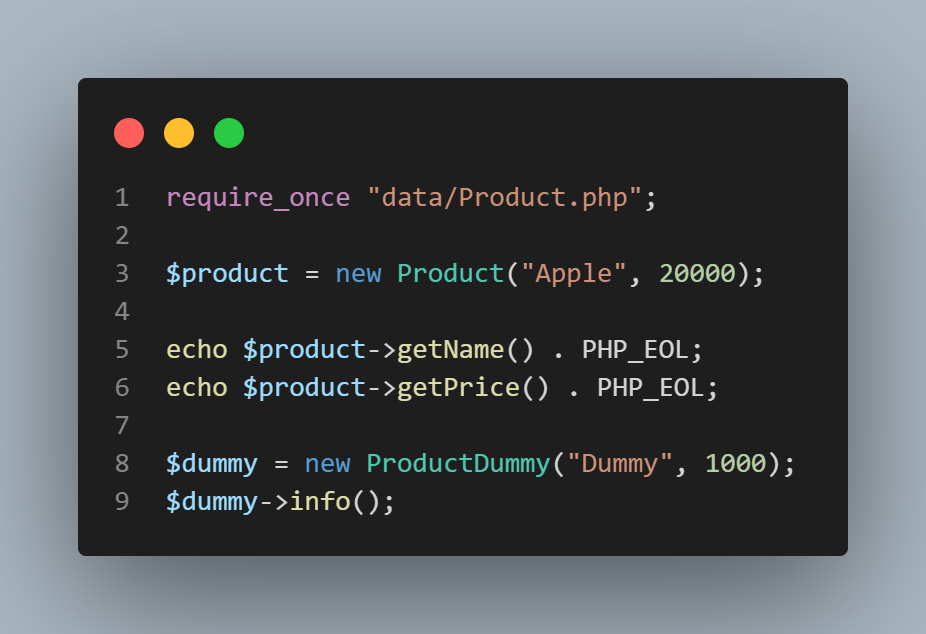 1 require_once "data/Product.php";
2
3 $product = new Product("Apple", 20000);
4
5 echo $product->getName() . PHP_EOL;
6 echo $product->getPrice() . PHP_EOL;
7
8 $dummy = new ProductDummy("Dummy", 1000);
9 $dummy->info();